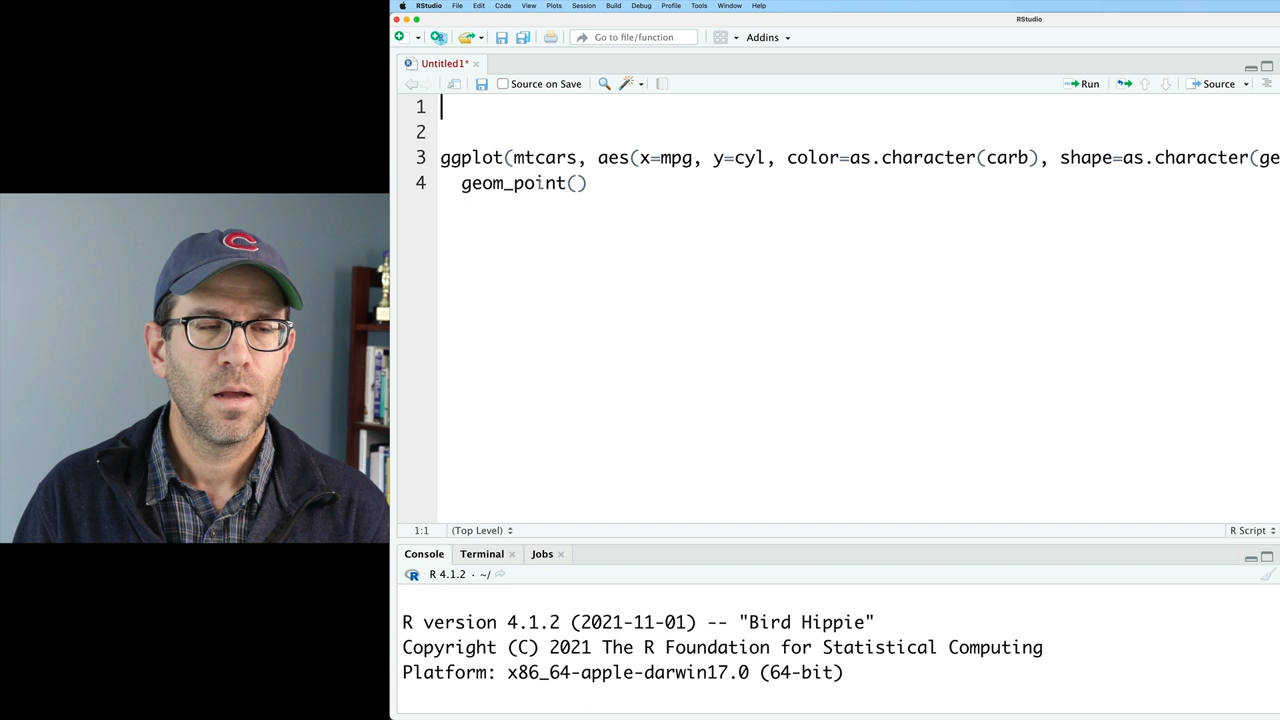 RStudio File Edit Code View Plots Session Build Debug Profile Tools Window Help
RStudio
Go to file/function Addins
Untitled1*
Source on Save Run Source
1
2
3 ggplot(mtcars, aes(x=mpg, y=cyl, color=as.character(carb), shape=as.character(ge
4 geom_point()
1:1 (Top Level) R Script
Console Terminal Jobs
R 4.1.2 · ~/
R version 4.1.2 (2021-11-01) -- "Bird Hippie"
Copyright (C) 2021 The R Foundation for Statistical Computing
Platform: x86_64-apple-darwin17.0 (64-bit)
C